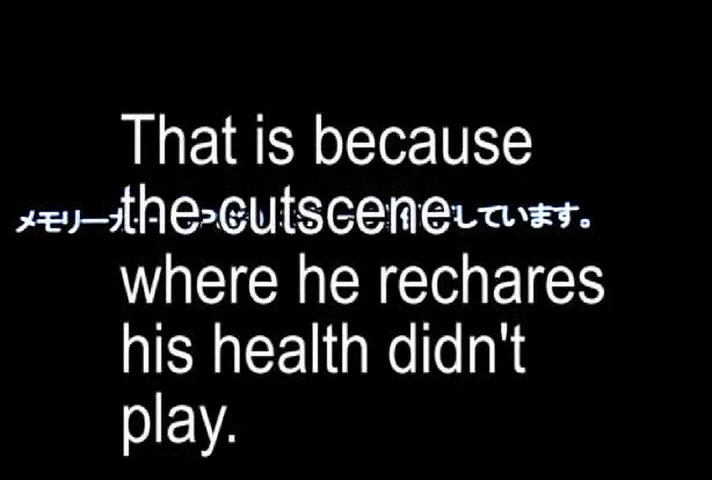 That is because
the cutscene
where he rechares
his health didn't
play.
メモリーカ しています。